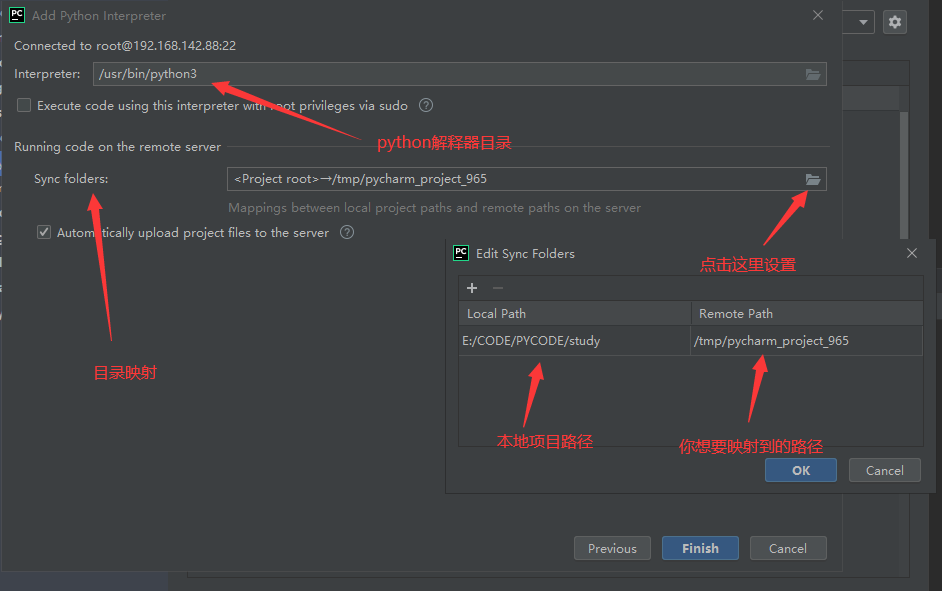 PC Add Python Interpreter
Connected to root@192.168.142.88:22
Interpreter: /usr/bin/python3
Execute code using this interpreter with root privileges via sudo ?
python解释器目录
Running code on the remote server
Sync folders: <Project root>→/tmp/pycharm_project_965
Mappings between local project paths and remote paths on the server
Automatically upload project files to the server ?
点击这里设置
目录映射
PC Edit Sync Folders
Local Path Remote Path
E:/CODE/PYCODE/study /tmp/pycharm_project_965
本地项目路径
你想要映射到的路径
OK Cancel
Previous Finish Cancel